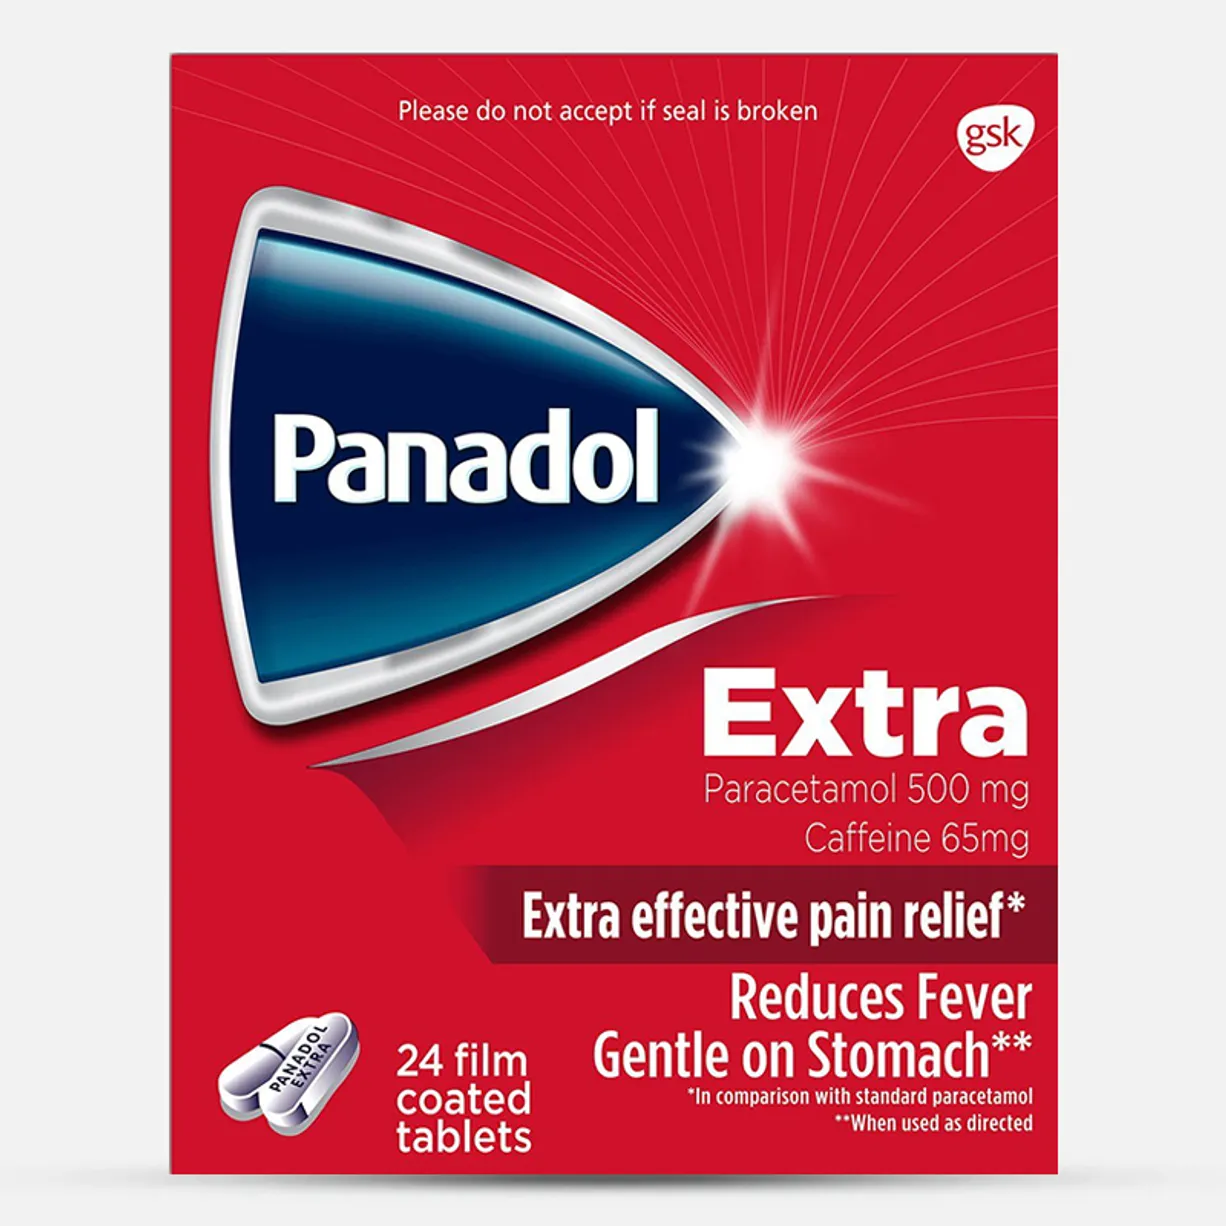 Please do not accept if seal is broken
gsk
Panadol
Extra
Paracetamol 500 mg
Caffeine 65mg
Extra effective pain relief*
Reduces Fever
Gentle on Stomach**
*In comparison with standard paracetamol
**When used as directed
PANADOL
EXTRA
24 film
coated
tablets